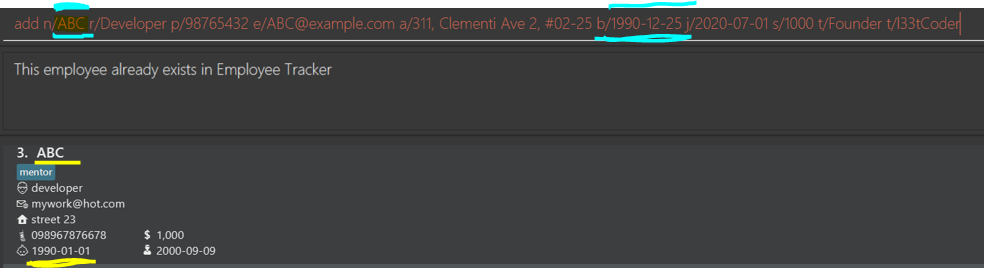 add n/ABC r/Developer p/98765432 e/ABC@example.com a/311, Clementi Ave 2, #02-25 b/1990-12-25 j/2020-07-01 s/1000 t/Founder t/l33tCoder
This employee already exists in Employee Tracker
3. ABC
mentor
developer
mywork@hot.com
street 23
098967876678 $ 1,000
1990-01-01 2000-09-09